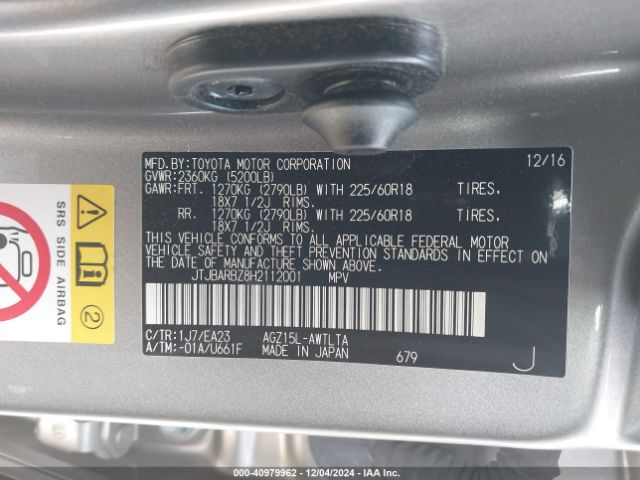 MFD.BY:TOYOTA MOTOR CORPORATION 12/16
GVWR:2360KG (5200LB)
GAWR:FRT. 1270KG (2790LB) WITH 225/60R18 TIRES,
18X7 1/2J RIMS.
RR. 1270KG (2790LB) WITH 225/60R18 TIRES,
18X7 1/2J RIMS.
THIS VEHICLE CONFORMS TO ALL APPLICABLE FEDERAL MOTOR
VEHICLE SAFETY AND THEFT PREVENTION STANDARDS IN EFFECT ON
THE DATE OF MANUFACTURE SHOWN ABOVE.
JTJBARBZ8H2112001 MPV
C/TR:1J7/EA23 AGZ15L-AWTLTA
A/TM:-01A/U661F MADE IN JAPAN 679 J
SRS SIDE AIRBAG
2
000-40979962 - 12/04/2024 - IAA Inc.